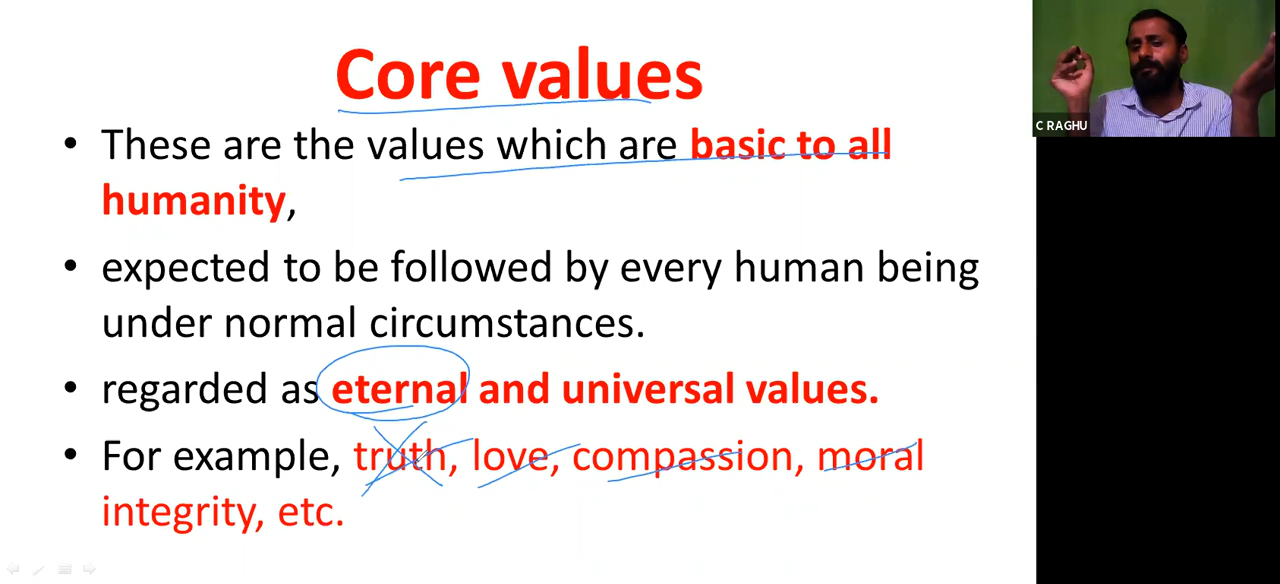 Core values
• These are the values which are basic to all
humanity,
• expected to be followed by every human being
under normal circumstances.
• regarded as eternal and universal values.
• For example, truth, love, compassion, moral
integrity, etc.
C RAGHU